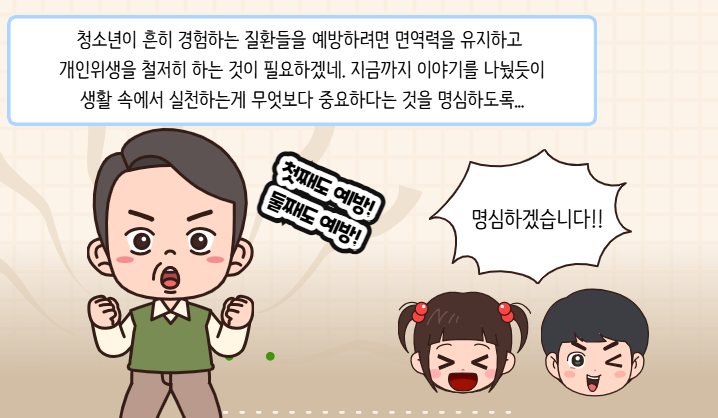 청소년이 흔히 경험하는 질환들을 예방하려면 면역력을 유지하고
개인위생을 철저히 하는 것이 필요하겠네. 지금까지 이야기를 나눴듯이
생활 속에서 실천하는게 무엇보다 중요하다는 것을 명심하도록...
첫째도 예방!
둘째도 예방!
명심하겠습니다!!